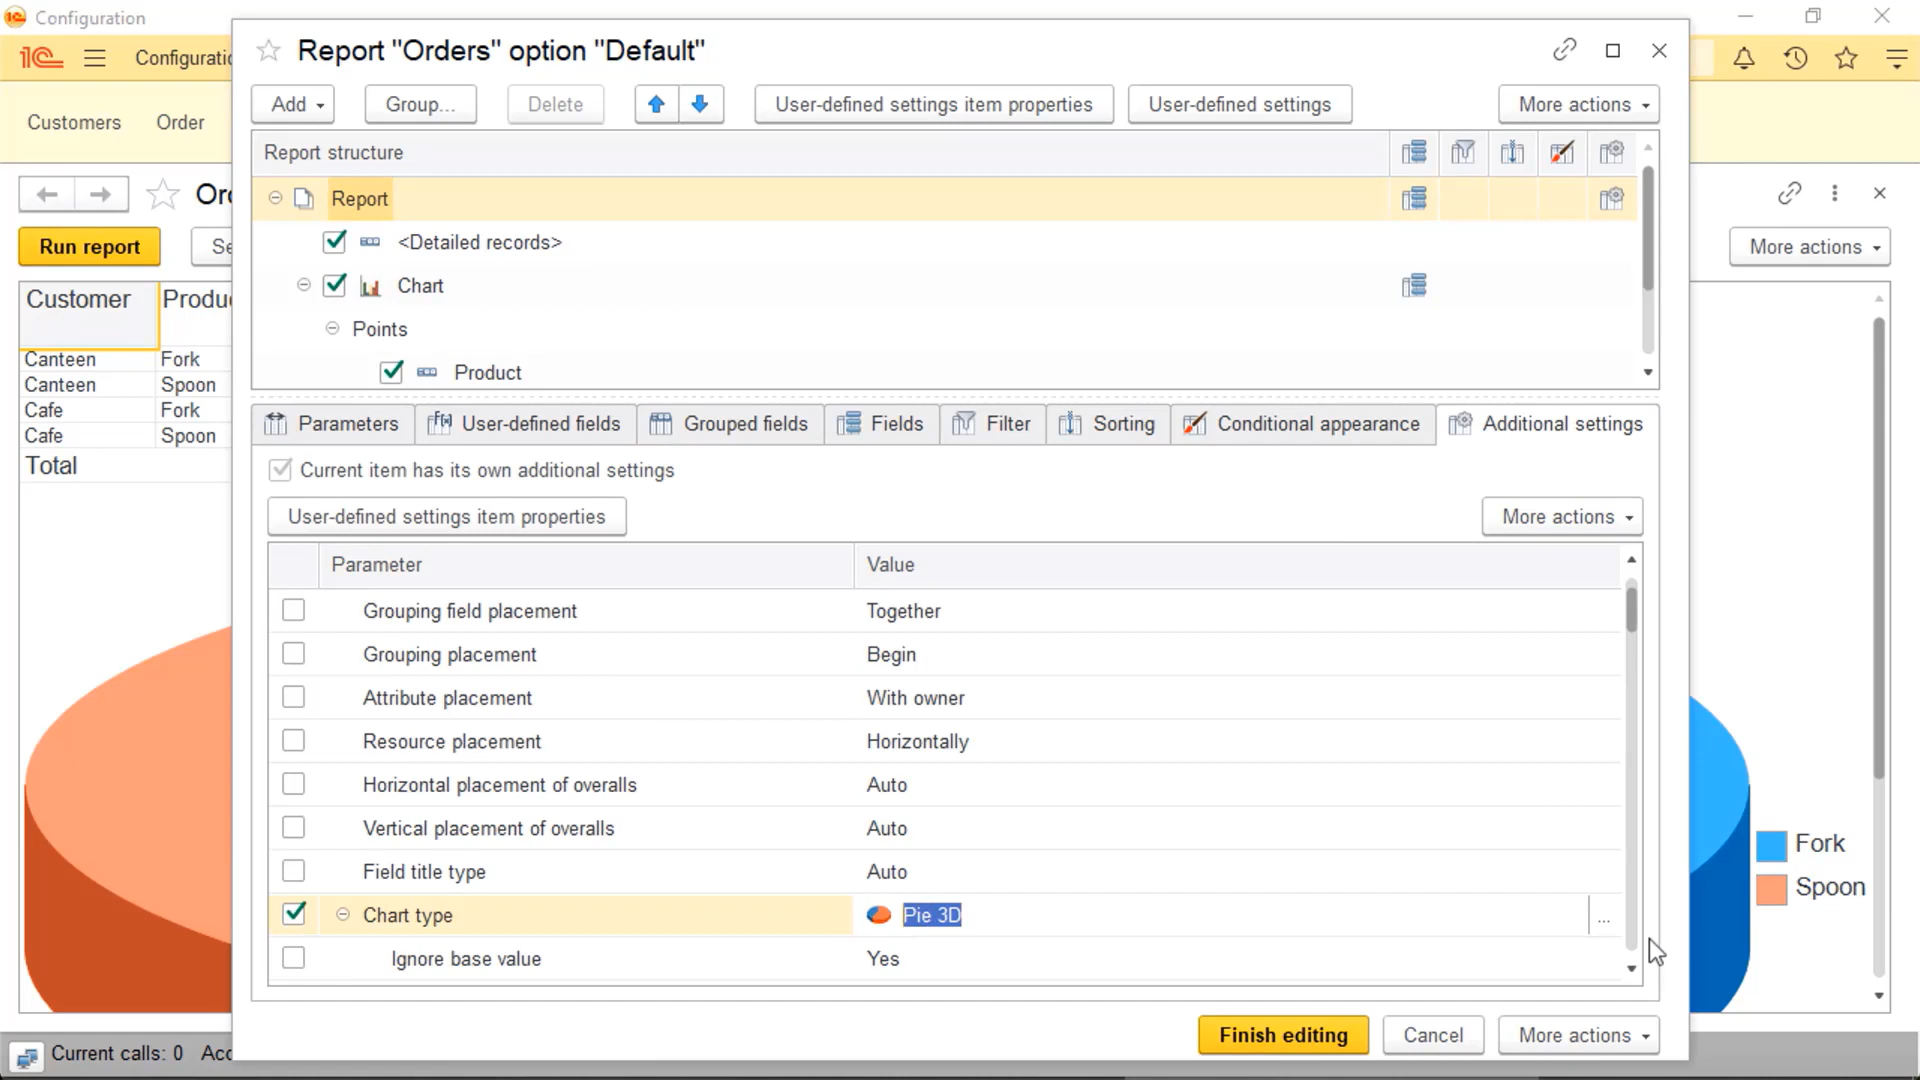 Configuration
Report "Orders" option "Default"
1C
Configuratio
Add
Group...
Delete
User-defined settings item properties
User-defined settings
More actions
Customers
Order
Report structure
Report
<Detailed records>
Chart
Points
Product
Run report
More actions
Customer
Canteen Fork
Canteen Spoon
Cafe Fork
Cafe Spoon
Total
Parameters
User-defined fields
Grouped fields
Fields
Filter
Sorting
Conditional appearance
Additional settings
Current item has its own additional settings
User-defined settings item properties
More actions
Parameter Value
Grouping field placement Together
Grouping placement Begin
Attribute placement With owner
Resource placement Horizontally
Horizontal placement of overalls Auto
Vertical placement of overalls Auto
Field title type Auto
Chart type Pie 3D ...
Ignore base value Yes
Fork
Spoon
Finish editing
Cancel
More actions
Current calls: 0